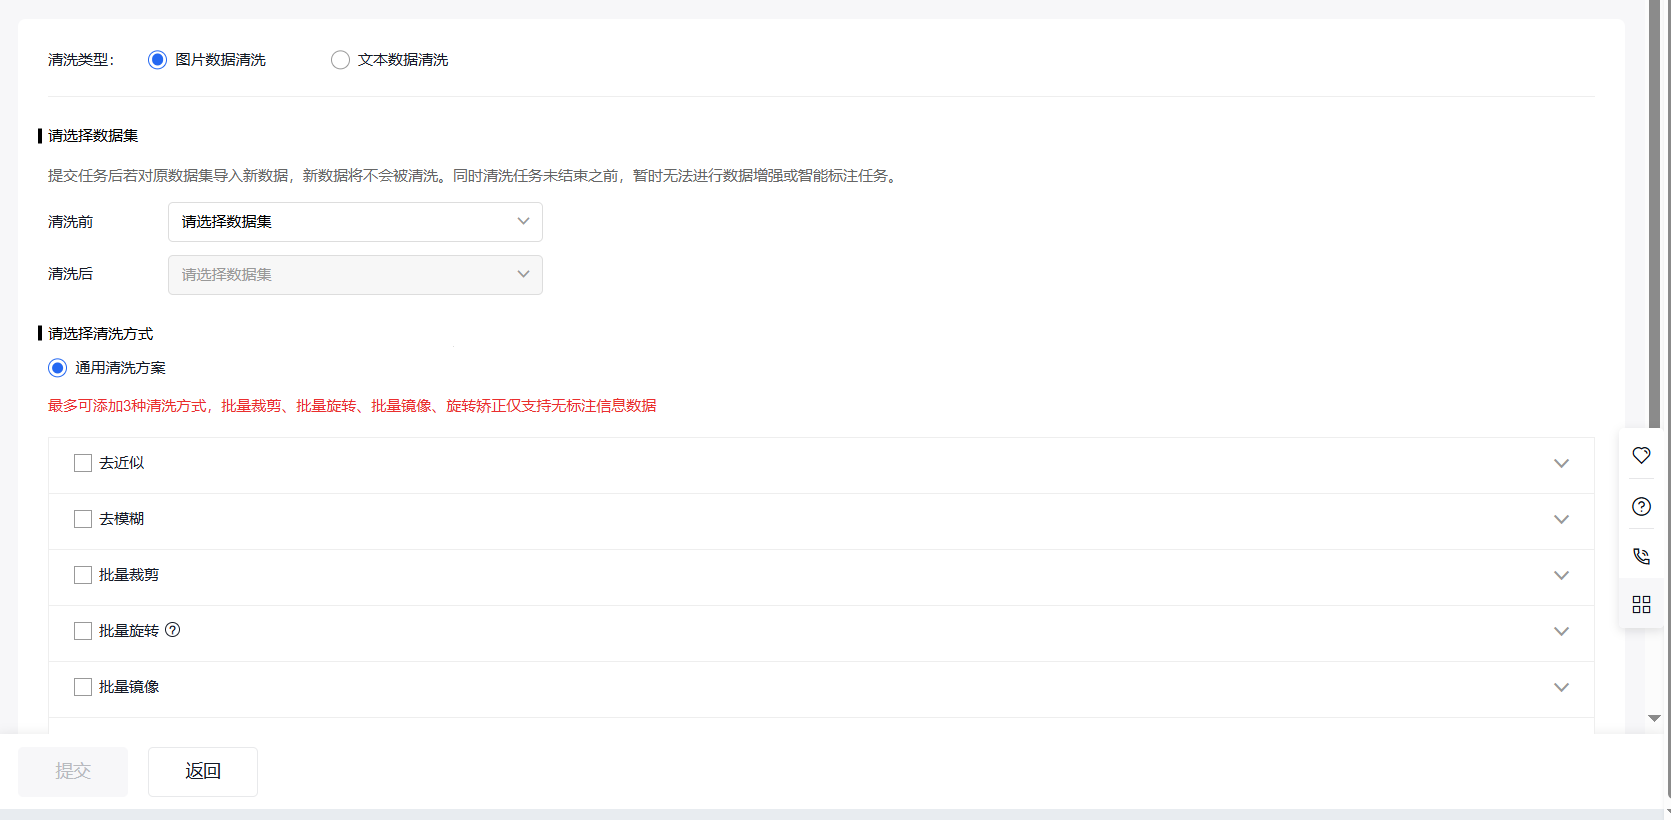 清洗类型： 图片数据清洗 文本数据清洗
请选择数据集
提交任务后若对原数据集导入新数据，新数据将不会被清洗。同时清洗任务未结束之前，暂时无法进行数据增强或智能标注任务。
清洗前 请选择数据集
清洗后 请选择数据集
请选择清洗方式
通用清洗方案
最多可添加3种清洗方式，批量裁剪、批量旋转、批量镜像、旋转矫正仅支持无标注信息数据
去近似
去模糊
批量裁剪
批量旋转
批量镜像
提交 返回